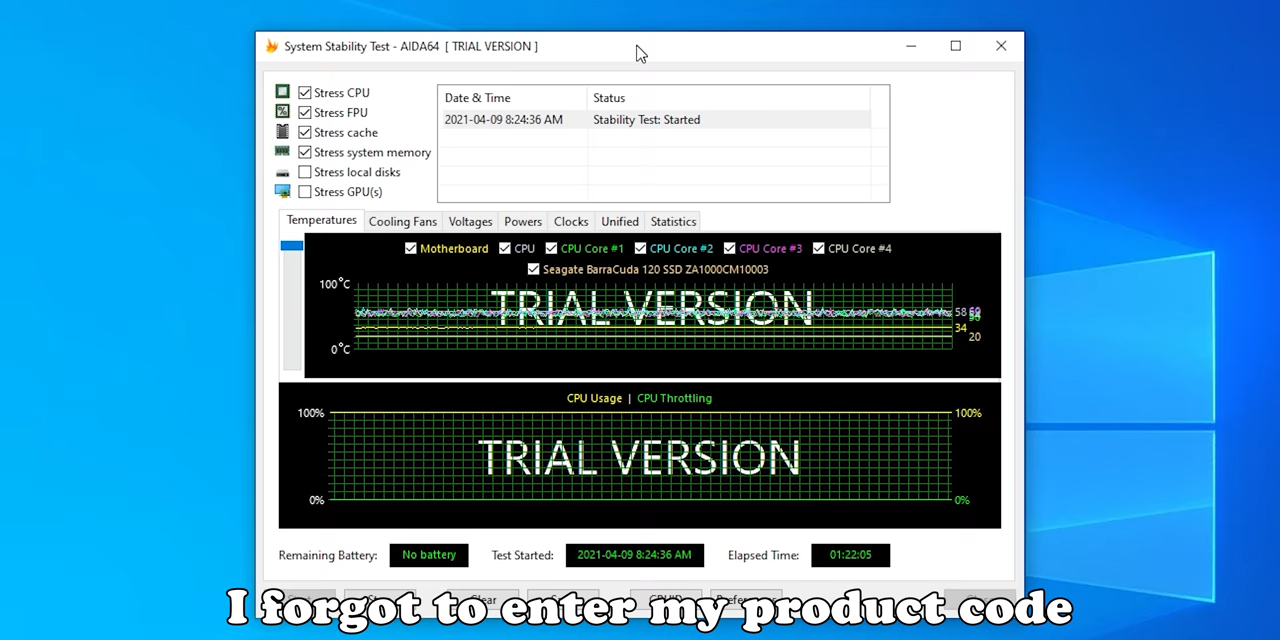 System Stability Test - AIDA64 [ TRIAL VERSION ]
Stress CPU
Stress FPU
Stress cache
Stress system memory
Stress local disks
Stress GPU(s)
Date & Time Status
2021-04-09 8:24:36 AM Stability Test: Started
Temperatures Cooling Fans Voltages Powers Clocks Unified Statistics
Motherboard CPU CPU Core #1 CPU Core #2 CPU Core #3 CPU Core #4
Seagate BarraCuda 120 SSD ZA1000CM10003
100°C
TRIAL VERSION
58
34
20
0°C
CPU Usage | CPU Throttling
100% 100%
TRIAL VERSION
0% 0%
Remaining Battery: No battery Test Started: 2021-04-09 8:24:36 AM Elapsed Time: 01:22:05
Clear CPUID Preferences
I forgot to enter my product code